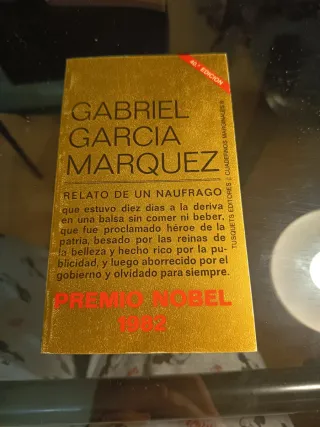 40.ª EDICIÓN
GABRIEL
GARCIA
MARQUEZ
RELATO DE UN NAUFRAGO
que estuvo diez días a la deriva
en una balsa sin comer ni beber,
que fue proclamado héroe de la
patria, besado por las reinas de
la belleza y hecho rico por la pu-
blicidad, y luego aborrecido por el
gobierno y olvidado para siempre.
PREMIO NOBEL
1982
TUSQUETS EDITORES - CUADERNOS MARGINALES 8